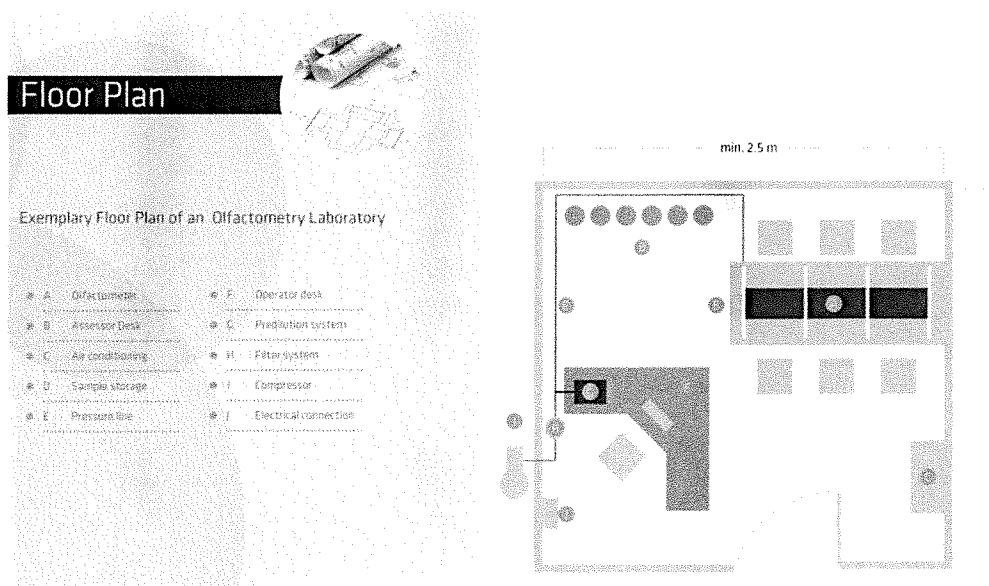 Floor Plan
min. 2.5 m
Exemplary Floor Plan of an Olfactometry Laboratory
A Olfactometer
F Operator desk
B Assessor Desk
G Predilution system
C Air conditioning
H Filter system
D Sample storage
I Compressor
E Pressure line
J Electrical connection